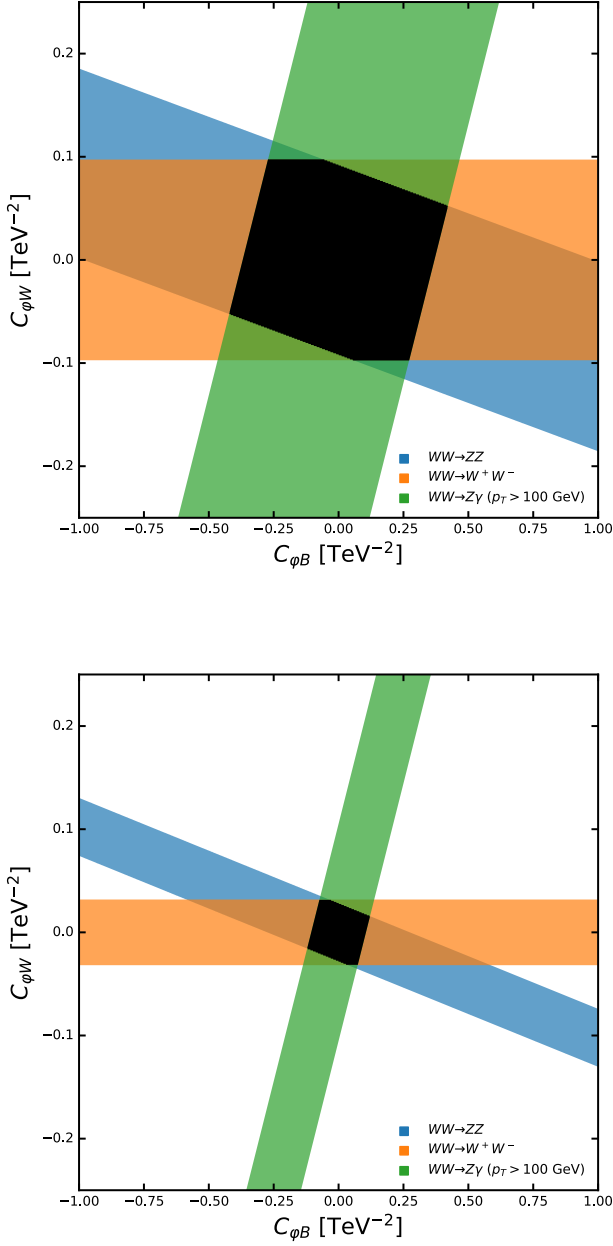 0.2
0.1
0.0
−0.1
−0.2
C_φW [TeV⁻²]
WW→ZZ
WW→W⁺W⁻
WW→Zγ (p_T > 100 GeV)
−1.00 −0.75 −0.50 −0.25 0.00 0.25 0.50 0.75 1.00
C_φB [TeV⁻²]
0.2
0.1
0.0
−0.1
−0.2
C_φW [TeV⁻²]
WW→ZZ
WW→W⁺W⁻
WW→Zγ (p_T > 100 GeV)
−1.00 −0.75 −0.50 −0.25 0.00 0.25 0.50 0.75 1.00
C_φB [TeV⁻²]